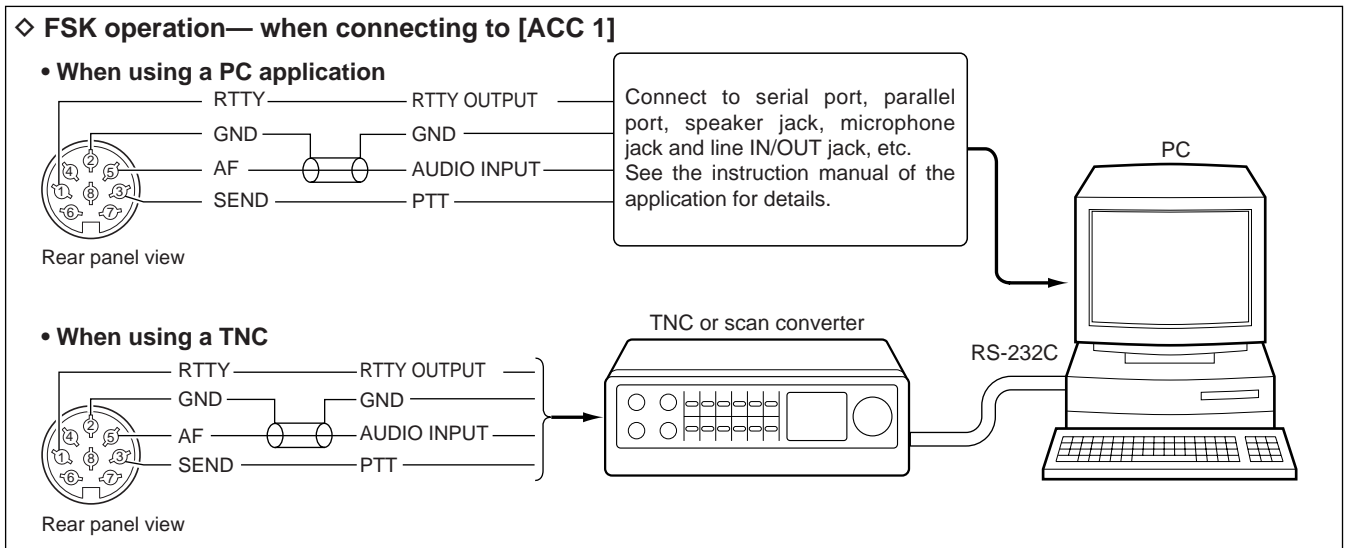 ◇ FSK operation— when connecting to [ACC 1]
• When using a PC application
RTTY RTTY OUTPUT
GND GND
AF AUDIO INPUT
SEND PTT
2
4 5
1 8 3
6 7
Rear panel view
Connect to serial port, parallel
port, speaker jack, microphone
jack and line IN/OUT jack, etc.
See the instruction manual of the
application for details.
PC
• When using a TNC
RTTY RTTY OUTPUT
GND GND
AF AUDIO INPUT
SEND PTT
2
4 5
1 8 3
6 7
Rear panel view
TNC or scan converter
RS-232C